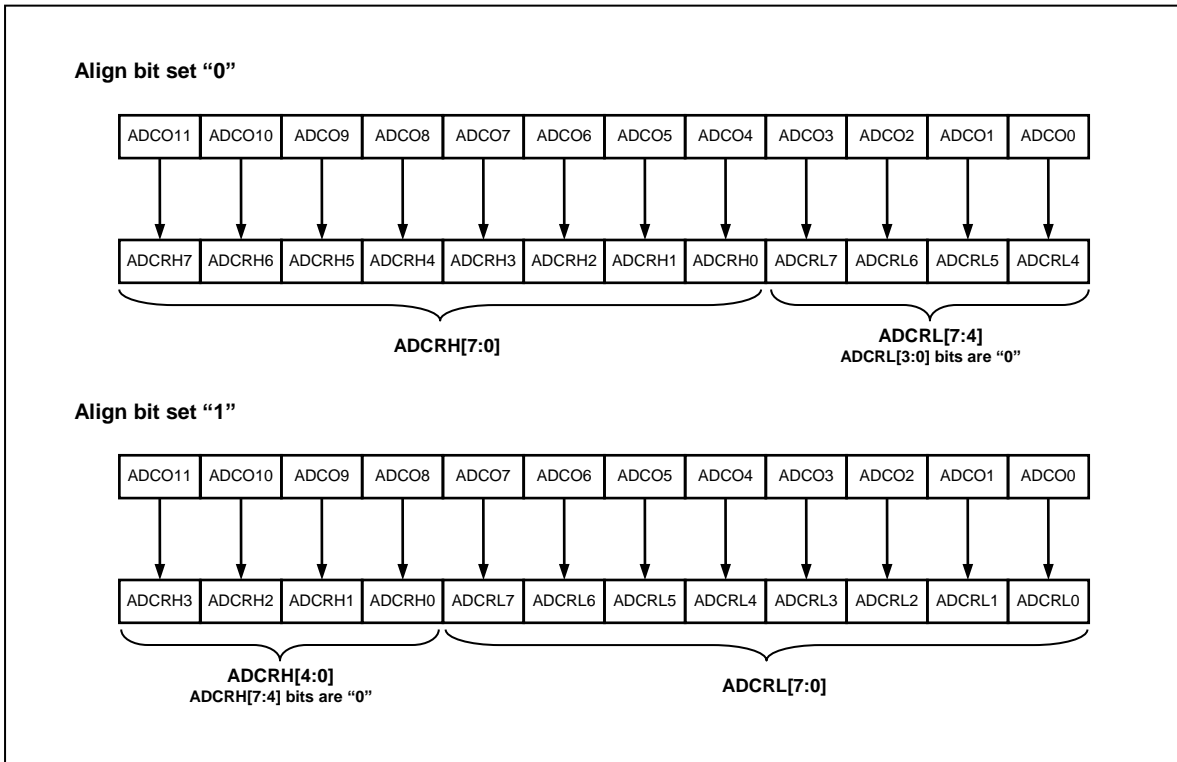 Align bit set “0”
ADCO11 ADCO10 ADCO9 ADCO8 ADCO7 ADCO6 ADCO5 ADCO4 ADCO3 ADCO2 ADCO1 ADCO0
ADCRH7 ADCRH6 ADCRH5 ADCRH4 ADCRH3 ADCRH2 ADCRH1 ADCRH0 ADCRL7 ADCRL6 ADCRL5 ADCRL4
ADCRH[7:0]
ADCRL[7:4]
ADCRL[3:0] bits are “0”
Align bit set “1”
ADCO11 ADCO10 ADCO9 ADCO8 ADCO7 ADCO6 ADCO5 ADCO4 ADCO3 ADCO2 ADCO1 ADCO0
ADCRH3 ADCRH2 ADCRH1 ADCRH0 ADCRL7 ADCRL6 ADCRL5 ADCRL4 ADCRL3 ADCRL2 ADCRL1 ADCRL0
ADCRH[4:0]
ADCRH[7:4] bits are “0”
ADCRL[7:0]